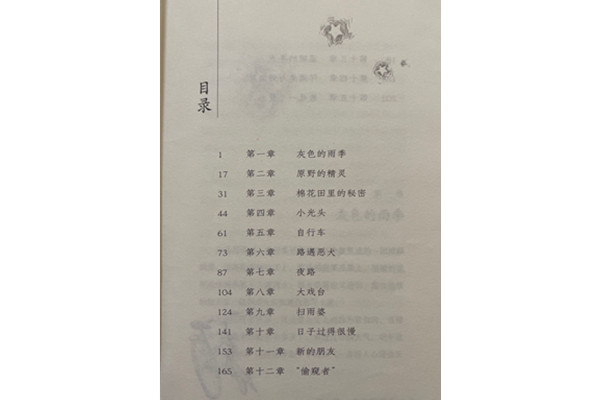 目录
1 第一章 灰色的雨季
17 第二章 原野的精灵
31 第三章 棉花田里的秘密
44 第四章 小光头
61 第五章 自行车
73 第六章 路遇恶犬
87 第七章 夜路
104 第八章 大戏台
124 第九章 扫雨婆
141 第十章 日子过得很慢
153 第十一章 新的朋友
165 第十二章 “偷窥者”